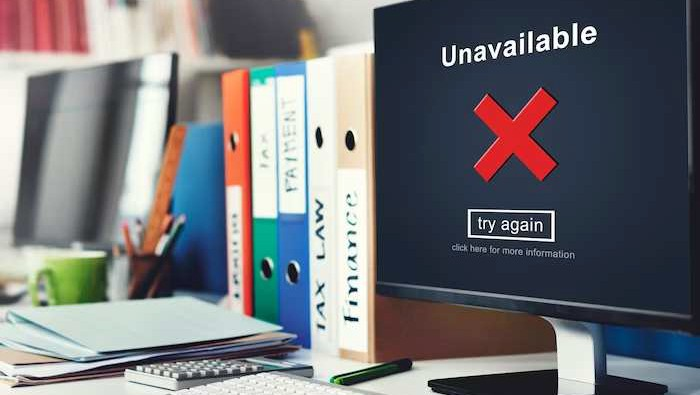 TAX
PAYMENT
TAX LAW
Finance
Unavailable
try again
click here for more information